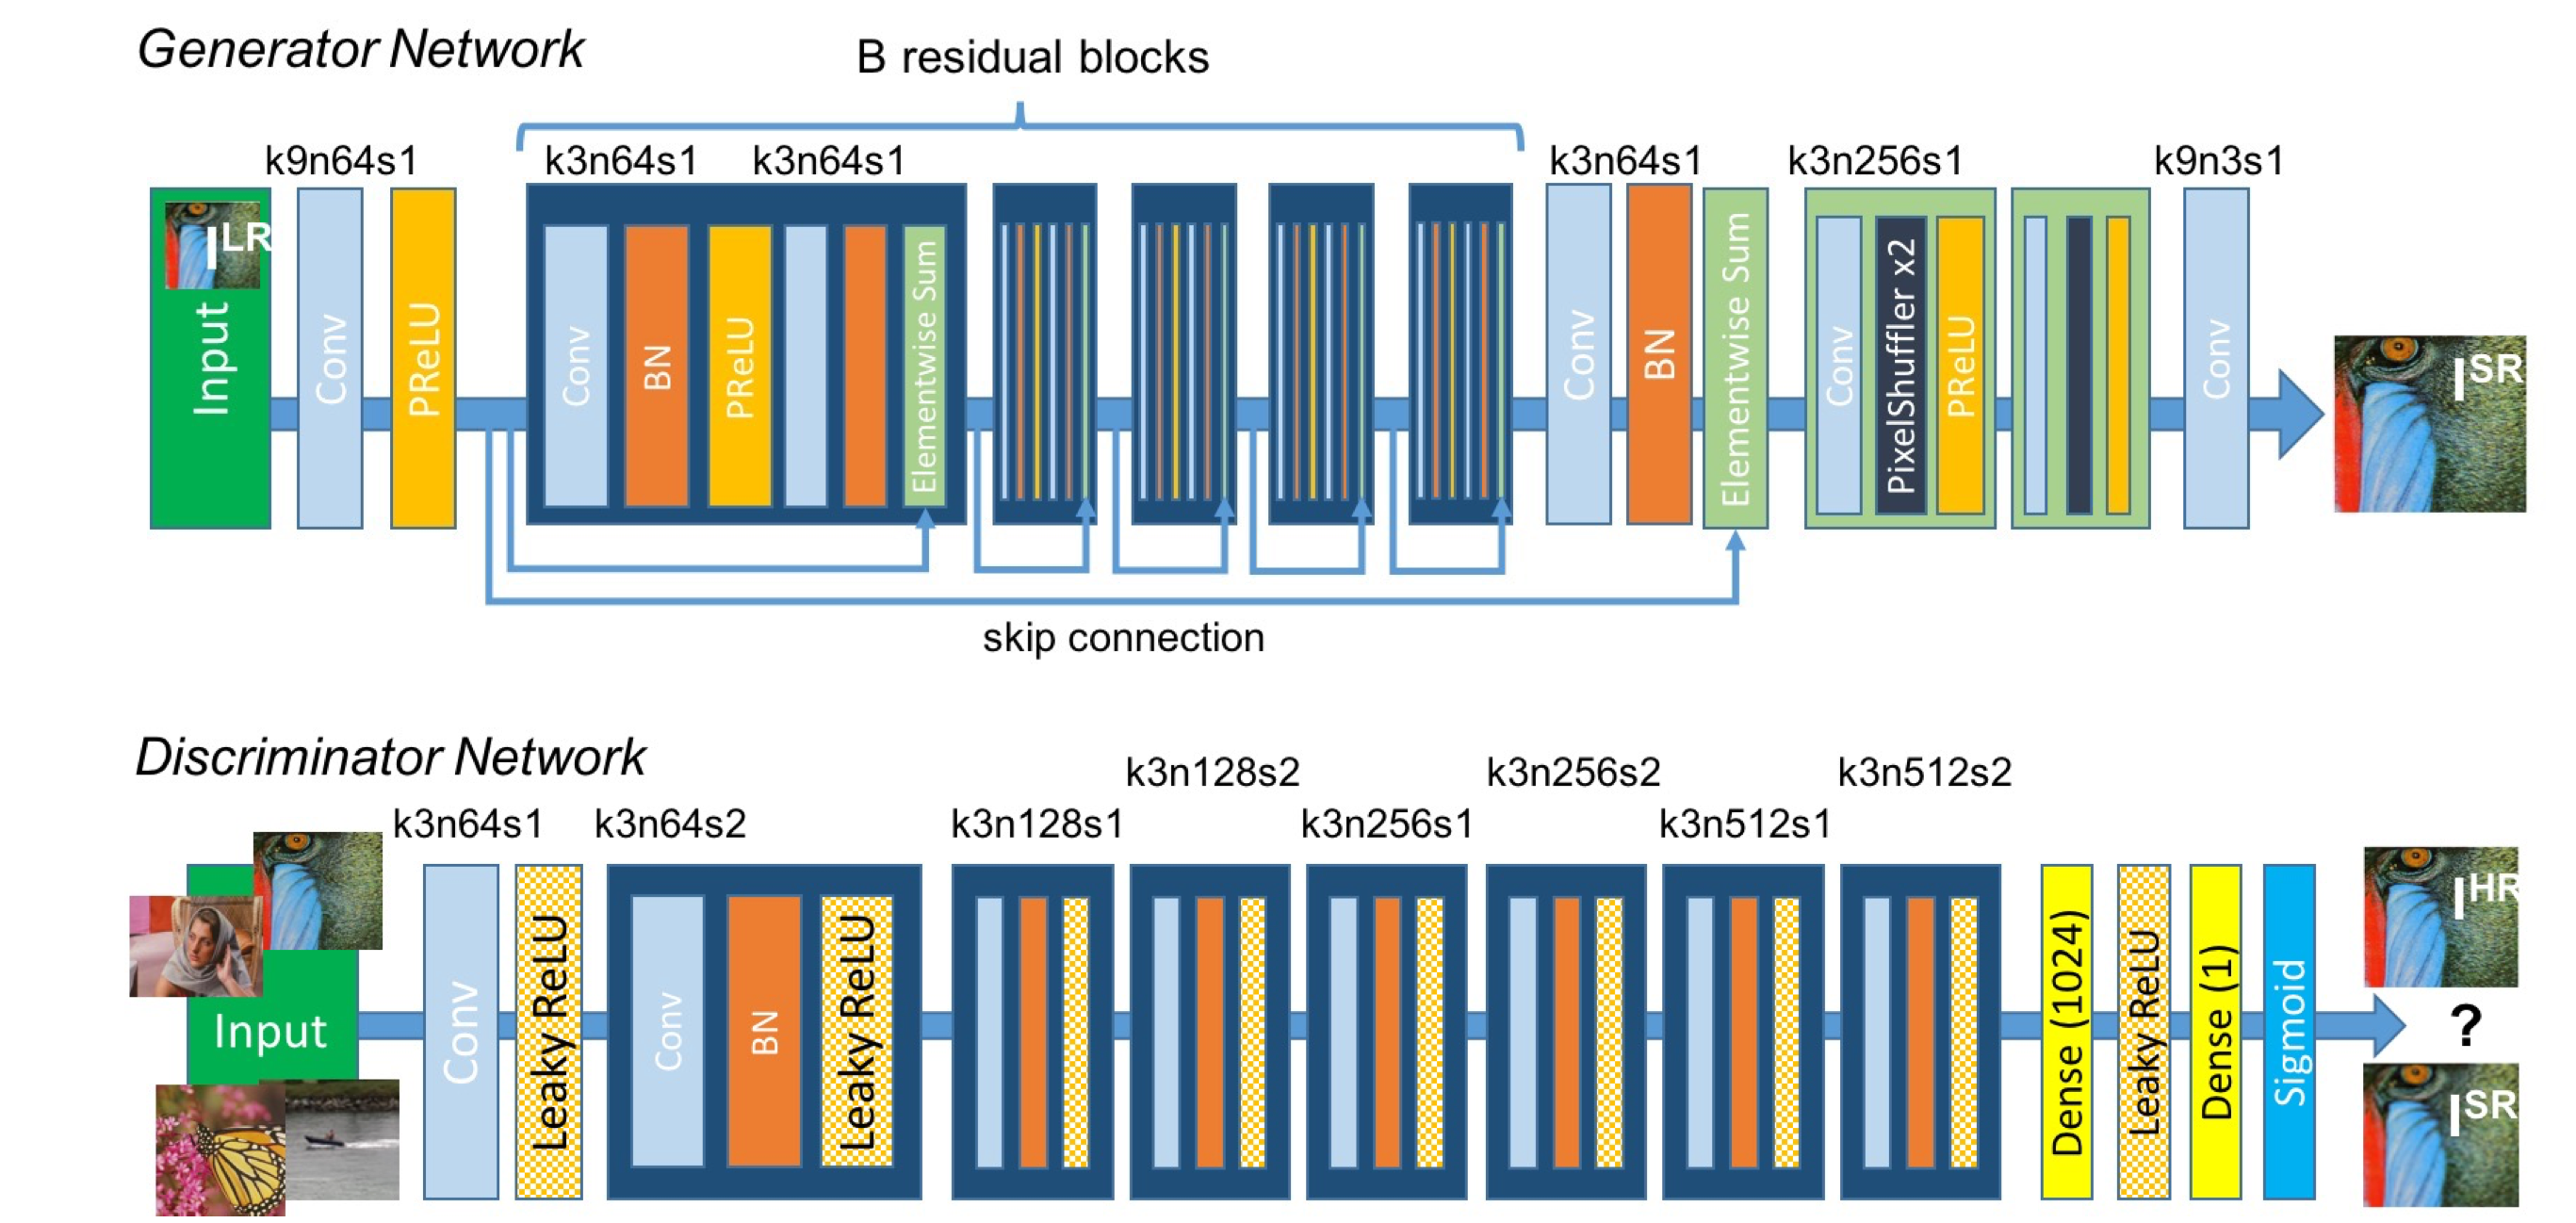 Generator Network
B residual blocks
k9n64s1
k3n64s1
k3n64s1
k3n64s1
k3n256s1
k9n3s1
I^LR
Input
Conv
PReLU
Conv
BN
PReLU
Elementwise Sum
Conv
BN
Elementwise Sum
Conv
PixelShuffler x2
PReLU
Conv
I^SR
skip connection
Discriminator Network
k3n64s1
k3n64s2
k3n128s1
k3n128s2
k3n256s1
k3n256s2
k3n512s1
k3n512s2
Input
Conv
Leaky ReLU
Conv
BN
Leaky ReLU
Dense (1024)
Leaky ReLU
Dense (1)
Sigmoid
I^HR
?
I^SR